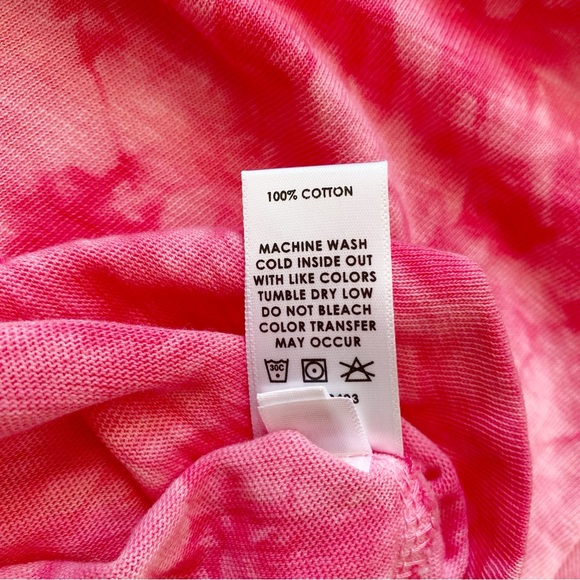 100% COTTON
MACHINE WASH
COLD INSIDE OUT
WITH LIKE COLORS
TUMBLE DRY LOW
DO NOT BLEACH
COLOR TRANSFER
MAY OCCUR
30C